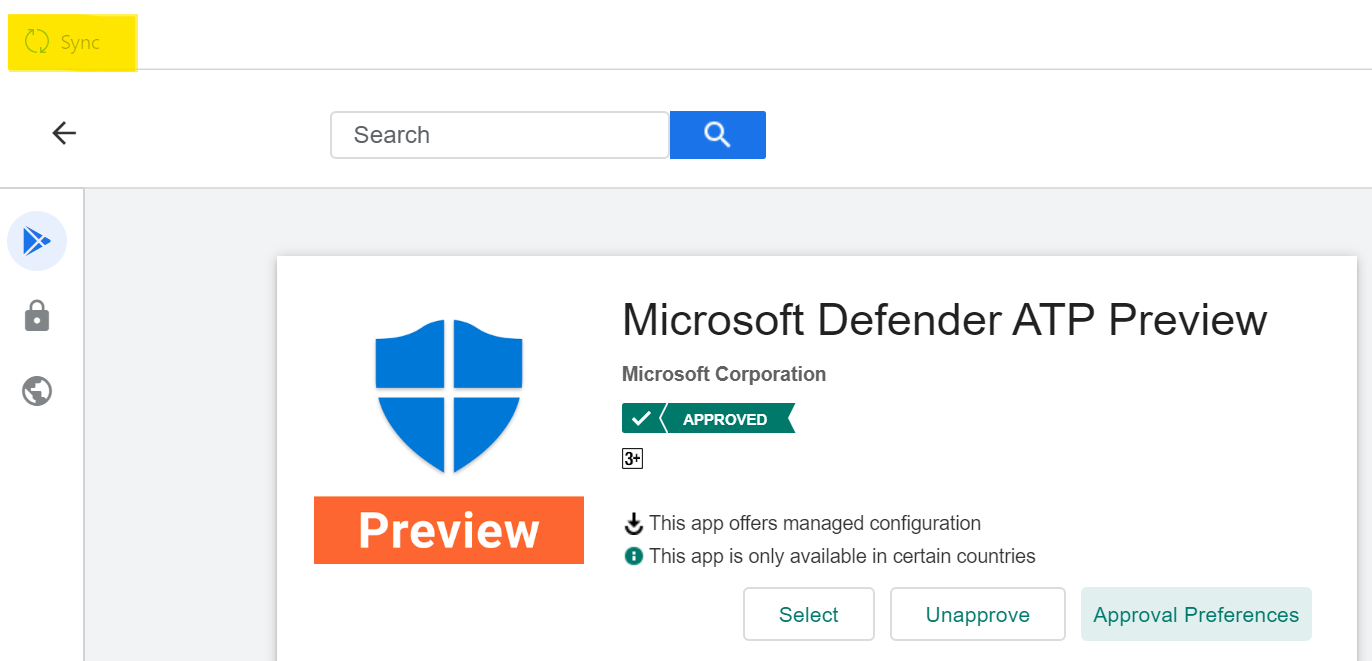 Sync
Search
Microsoft Defender ATP Preview
Microsoft Corporation
APPROVED
3+
Preview
This app offers managed configuration
This app is only available in certain countries
Select
Unapprove
Approval Preferences